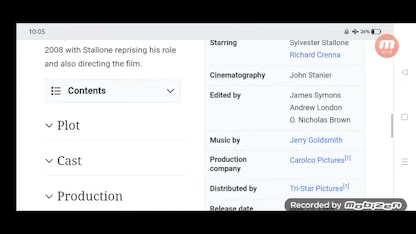 10:05
26%
2008 with Stallone reprising his role
and also directing the film.
Contents
Plot
Cast
Production
Starring Sylvester Stallone
Richard Crenna
Cinematography John Stanier
Edited by James Symons
Andrew London
O. Nicholas Brown
Music by Jerry Goldsmith
Production company Carolco Pictures[1]
Distributed by Tri-Star Pictures[1]
Release date
Recorded by Mobizen